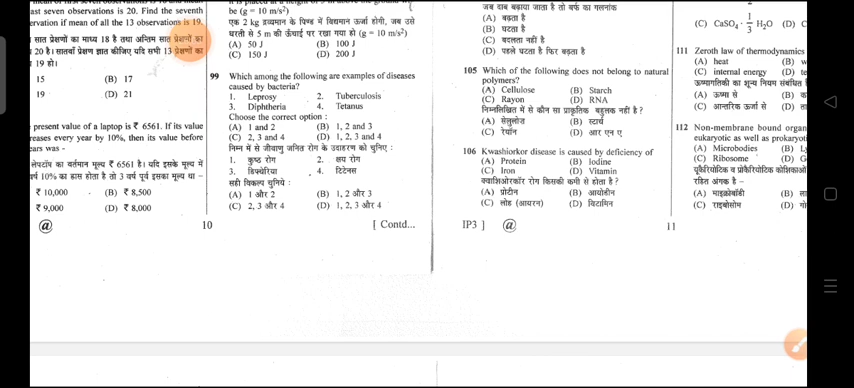 ast seven observations is 20. Find the seventh
ervation if mean of all the 13 observations is 19.
सात प्रेक्षणों का माध्य 18 है तथा अन्तिम सात प्रेक्षणों का
20 है। सातवाँ प्रेक्षण ज्ञात कीजिए यदि सभी 13 प्रेक्षणों का
19 हो।
15 (B) 17
19 (D) 21
present value of a laptop is ₹ 6561. If its value
reases every year by 10%, then its value before
ears was -
लेपटॉप का वर्तमान मूल्य ₹ 6561 है। यदि इसके मूल्य में
वर्ष 10% का ह्रास होता है तो 3 वर्ष पूर्व इसका मूल्य था –
₹ 10,000 (B) ₹ 8,500
₹ 9,000 (D) ₹ 8,000
@ 10 [ Contd...
be (g = 10 m/s²)
एक 2 kg द्रव्यमान के पिण्ड में विद्यमान ऊर्जा होगी, जब उसे
धरती से 5 m की ऊँचाई पर रखा गया हो (g = 10 m/s²)
(A) 50 J (B) 100 J
(C) 150 J (D) 200 J
99 Which among the following are examples of diseases
caused by bacteria?
1. Leprosy 2. Tuberculosis
3. Diphtheria 4. Tetanus
Choose the correct option :
(A) 1 and 2 (B) 1, 2 and 3
(C) 2, 3 and 4 (D) 1, 2, 3 and 4
निम्न में से जीवाणु जनित रोग के उदाहरण को चुनिए :
1. कुष्ठ रोग 2. क्षय रोग
3. डिफ्थेरिया 4. टिटेनस
सही विकल्प चुनिये :
(A) 1 और 2 (B) 1, 2 और 3
(C) 2, 3 और 4 (D) 1, 2, 3 और 4
जब दाब बढ़ाया जाता है तो बर्फ का गलनांक
(A) बढ़ता है
(B) घटता है
(C) बदलता नहीं है
(D) पहले घटता है फिर बढ़ता है
105 Which of the following does not belong to natural
polymers?
(A) Cellulose (B) Starch
(C) Rayon (D) RNA
निम्नलिखित में से कौन सा प्राकृतिक बहुलक नहीं है ?
(A) सेलुलोज (B) स्टार्च
(C) रेयॉन (D) आर एन ए
106 Kwashiorkor disease is caused by deficiency of
(A) Protein (B) Iodine
(C) Iron (D) Vitamin
क्वाशिओरकॉर रोग किसकी कमी से होता है ?
(A) प्रोटीन (B) आयोडीन
(C) लोह (आयरन) (D) विटामिन
IP3 ] @ 11
(C) CaSO₄ · 1/3 H₂O (D) C
111 Zeroth law of thermodynamics
(A) heat (B) w
(C) internal energy (D) te
ऊष्मागतिकी का शून्य नियम संबंधित
(A) ऊष्मा से (B) क
(C) आन्तरिक ऊर्जा से (D) ता
112 Non-membrane bound organ
eukaryotic as well as prokaryoti
(A) Microbodies (B) Ly
(C) Ribosome (D) G
यूकैरियोटिक व प्रोकैरियोटिक कोशिकाओं
रहित अंगक है –
(A) माइक्रोबॉडी (B) ला
(C) राइबोसोम (D) गो